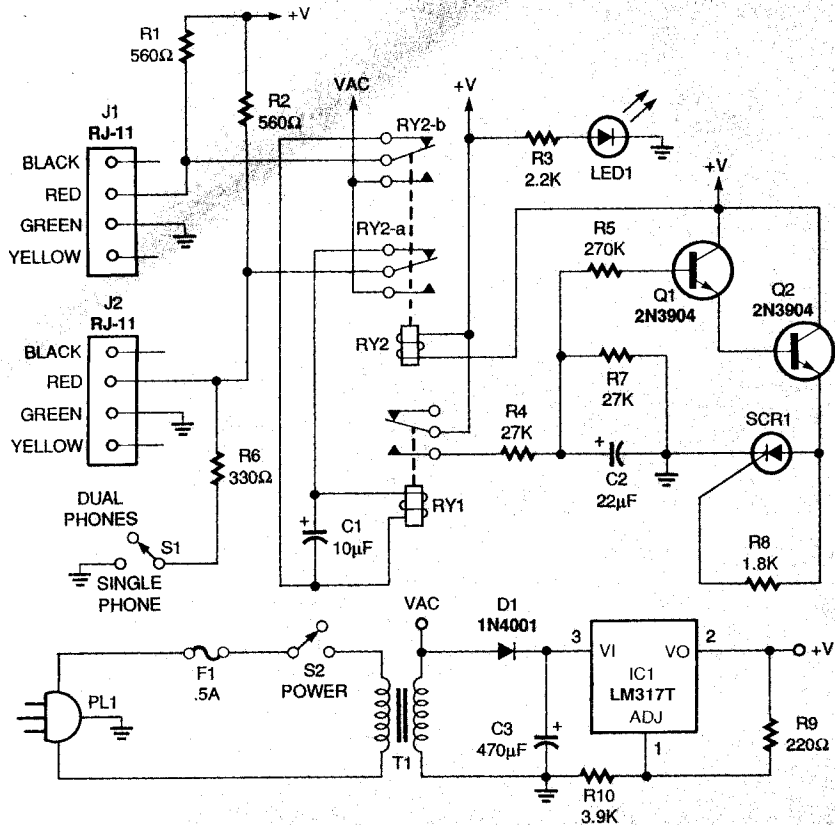 +V
R1
560Ω
R2
560Ω
VAC
+V
RY2-b
J1
RJ-11
BLACK
RED
GREEN
YELLOW
R3
2.2K
LED1
+V
RY2-a
R5
270K
Q1
2N3904
Q2
2N3904
J2
RJ-11
BLACK
RED
GREEN
YELLOW
RY2
R7
27K
R4
27K
SCR1
R6
330Ω
+
C2
22µF
DUAL
PHONES
S1
SINGLE
PHONE
RY1
+
C1
10µF
R8
1.8K
VAC
D1
1N4001
3
VI
VO
2
+V
IC1
LM317T
ADJ
1
F1
.5A
S2
POWER
PL1
T1
C3
470µF
+
R9
220Ω
R10
3.9K